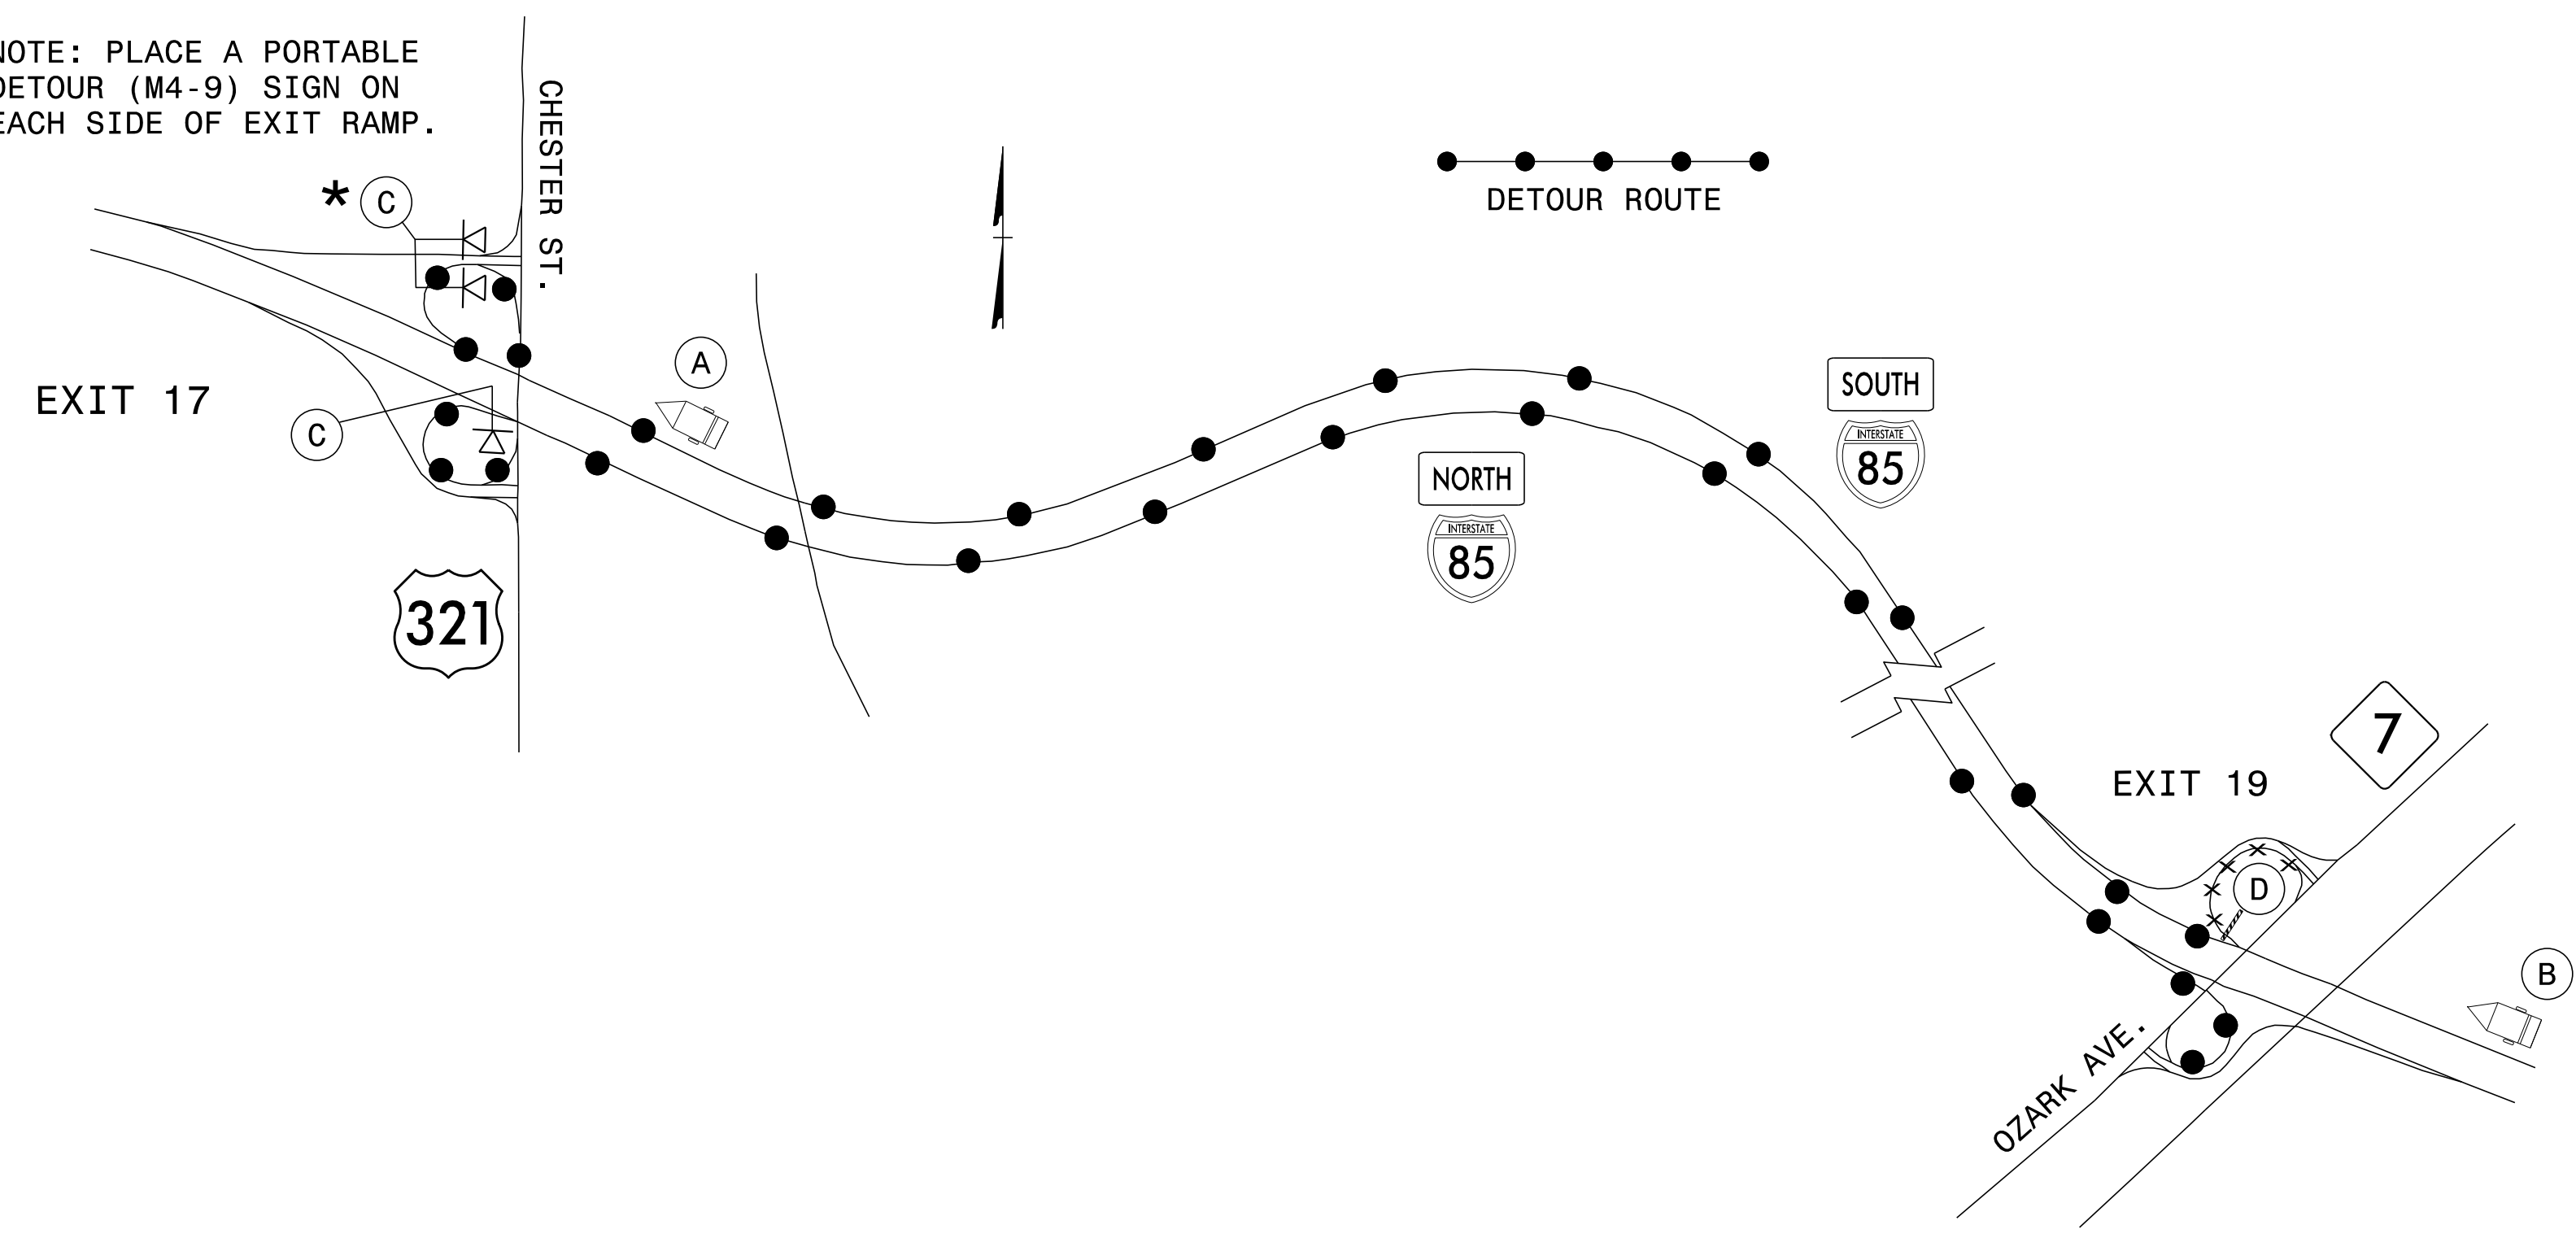 NOTE: PLACE A PORTABLE
DETOUR (M4-9) SIGN ON
EACH SIDE OF EXIT RAMP.
CHESTER ST.
* C
DETOUR ROUTE
A
EXIT 17
C
SOUTH
INTERSTATE
85
NORTH
INTERSTATE
85
321
7
EXIT 19
D
B
OZARK AVE.